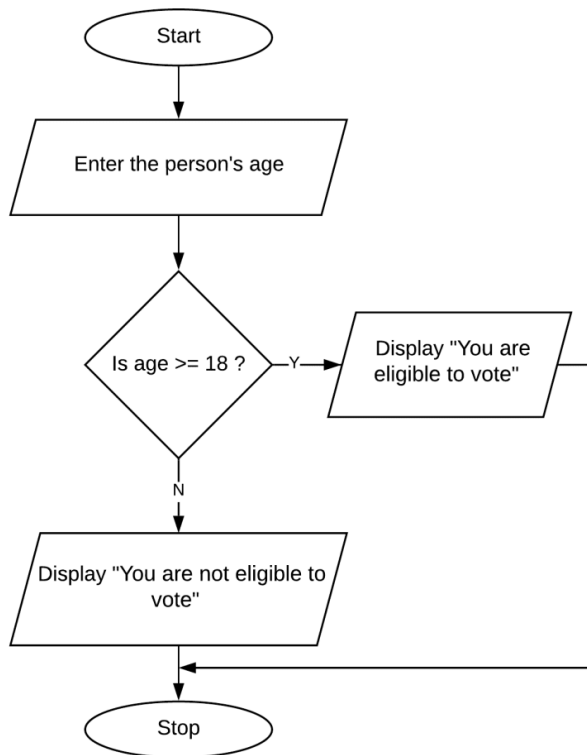 Start
Enter the person's age
Is age >= 18 ?
Y
Display "You are
eligible to vote"
N
Display "You are not eligible to
vote"
Stop